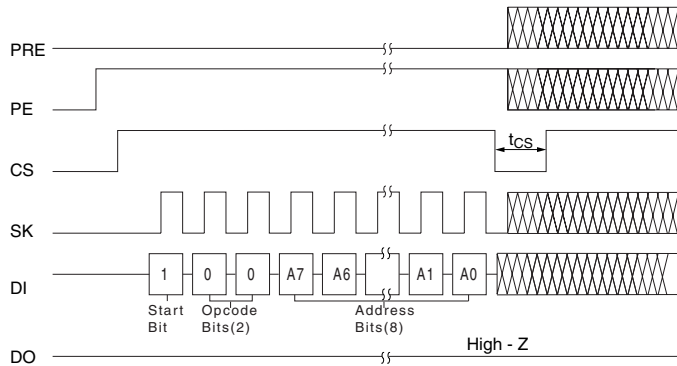 PRE
PE
CS
tCS
SK
DI
1 0 0 A7 A6 A1 A0
Start Bit
Opcode Bits(2)
Address Bits(8)
DO
High - Z